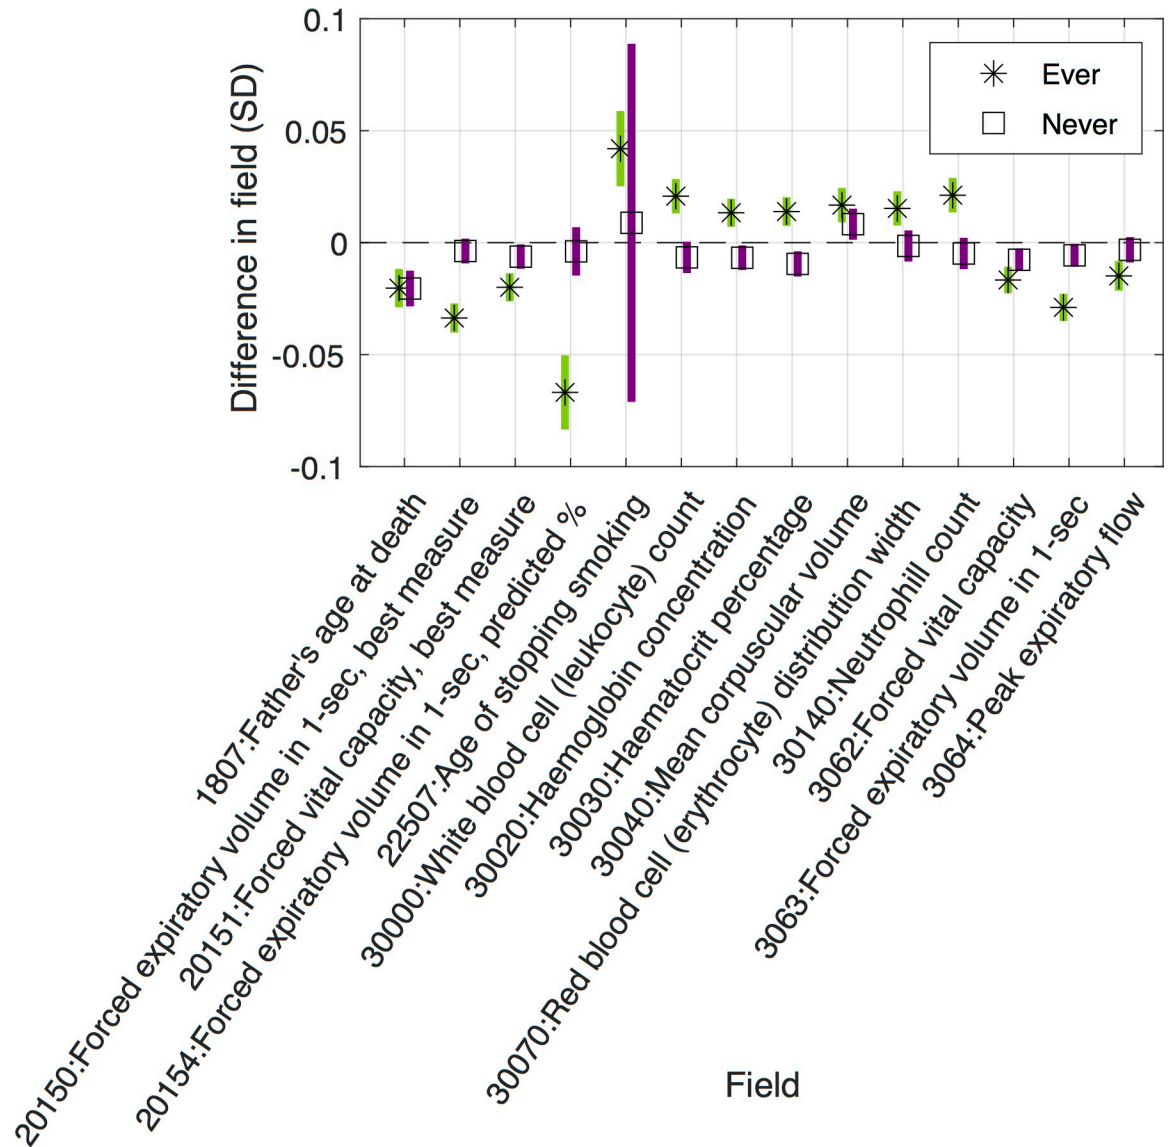 0.1
0.05
0
-0.05
-0.1
Difference in field (SD)
Ever
Never
1807:Father's age at death
20150:Forced expiratory volume in 1-sec, best measure
20151:Forced vital capacity, best measure
20154:Forced expiratory volume in 1-sec, predicted %
22507:Age of stopping smoking
30000:White blood cell (leukocyte) count
30020:Haemoglobin concentration
30030:Haematocrit percentage
30040:Mean corpuscular volume
30070:Red blood cell (erythrocyte) distribution width
30140:Neutrophill count
3062:Forced vital capacity
3063:Forced expiratory volume in 1-sec
3064:Peak expiratory flow
Field